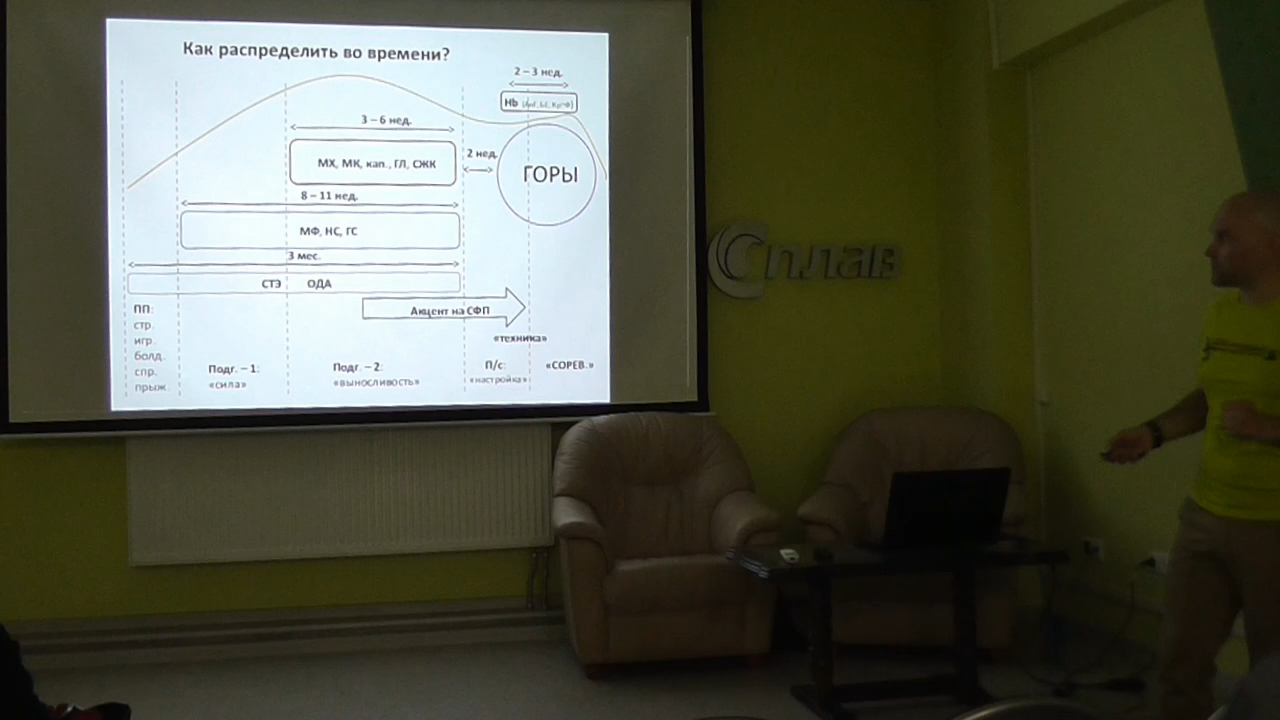 Как распределить во времени?
2 – 3 нед.
Hb
3 – 6 нед.
МХ, МК, кап., ГЛ, СЖК
2 нед.
ГОРЫ
8 – 11 нед.
МФ, НС, ГС
3 мес.
СТЭ ОДА
Акцент на СФП
«техника»
ПП:
стр.
игр.
болд.
спр.
прыж.
Подг. – 1:
«сила»
Подг. – 2:
«выносливость»
П/с:
«настройка»
«СОРЕВ.»
Сплав